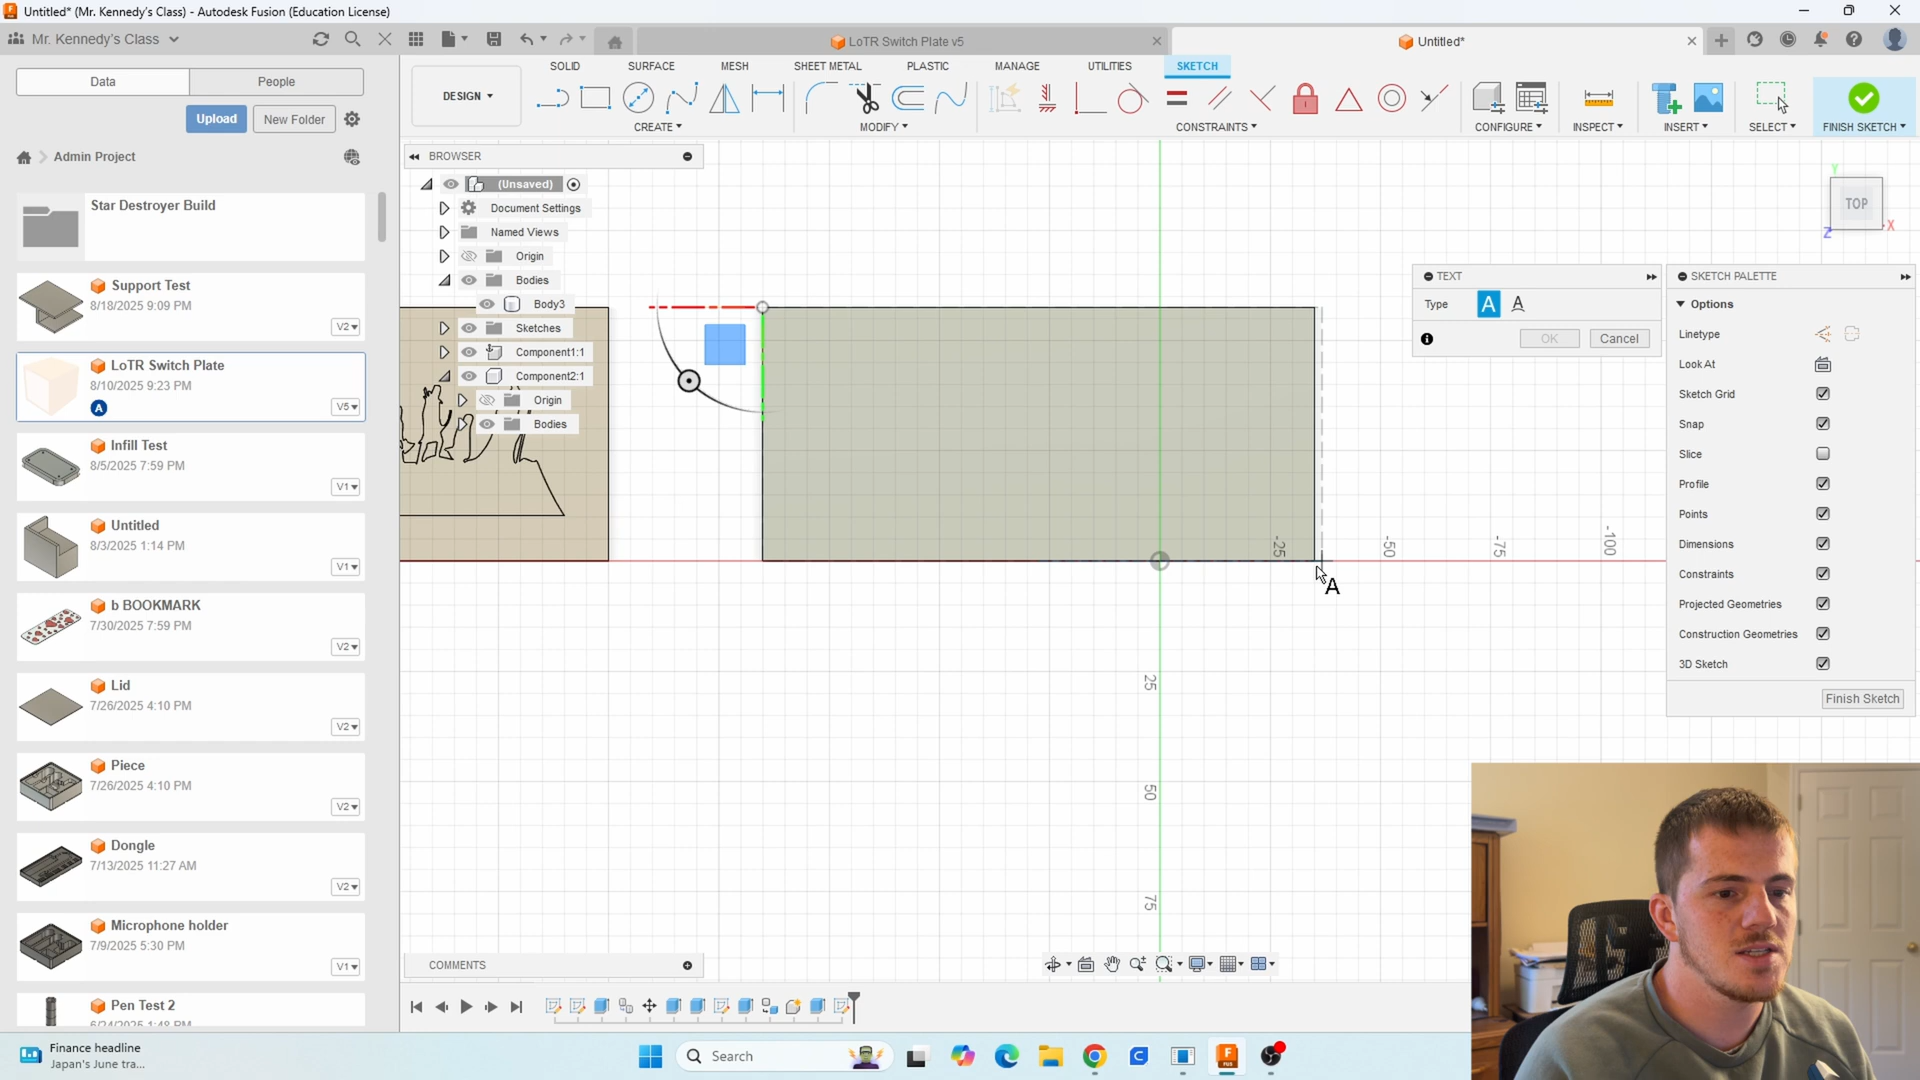 Untitled* (Mr. Kennedy's Class) - Autodesk Fusion (Education License)
Mr. Kennedy's Class
LoTR Switch Plate v5
Untitled*
Data
People
Upload
New Folder
Admin Project
DESIGN
SOLID
SURFACE
MESH
SHEET METAL
PLASTIC
MANAGE
UTILITIES
SKETCH
CREATE
MODIFY
CONSTRAINTS
CONFIGURE
INSPECT
INSERT
SELECT
FINISH SKETCH
Star Destroyer Build
Support Test
8/18/2025 9:09 PM
V2
LoTR Switch Plate
8/10/2025 9:23 PM
A
V5
Infill Test
8/5/2025 7:59 PM
V1
Untitled
8/3/2025 1:14 PM
V1
b BOOKMARK
7/30/2025 7:59 PM
V2
Lid
7/26/2025 4:10 PM
V2
Piece
7/26/2025 4:10 PM
V2
Dongle
7/13/2025 11:27 AM
V2
Microphone holder
7/9/2025 5:30 PM
V1
Pen Test 2
6/24/2025 1:48 PM
BROWSER
(Unsaved)
Document Settings
Named Views
Origin
Bodies
Body3
Sketches
Component1:1
Component2:1
Origin
Bodies
TOP
Y
X
Z
TEXT
Type
A
A
OK
Cancel
SKETCH PALETTE
Options
Linetype
Look At
Sketch Grid
Snap
Slice
Profile
Points
Dimensions
Constraints
Projected Geometries
Construction Geometries
3D Sketch
Finish Sketch
-25
-50
-75
-100
A
25
50
75
COMMENTS
Finance headline
Japan's June tra...
Search
F
FUS